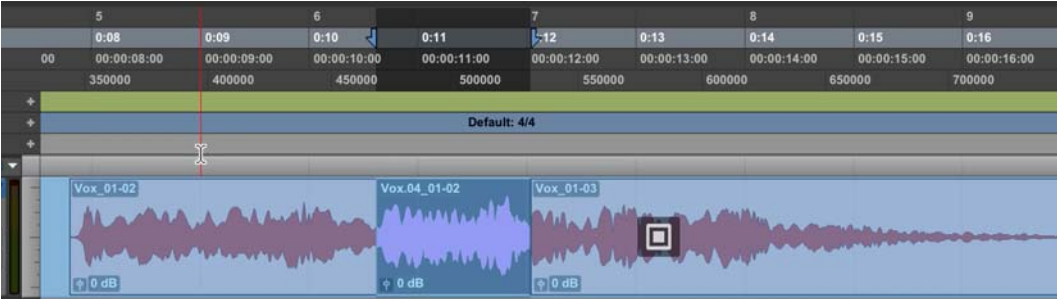 5 6 7 8 9
0:08 0:09 0:10 0:11 :12 0:13 0:14 0:15 0:16
00 00:00:08:00 00:00:09:00 00:00:10:00 00:00:11:00 00:00:12:00 00:00:13:00 00:00:14:00 00:00:15:00 00:00:16:00
350000 400000 450000 500000 550000 600000 650000 700000
+
+ Default: 4/4
+
Vox_01-02 Vox.04_01-02 Vox_01-03
0 dB 0 dB 0 dB